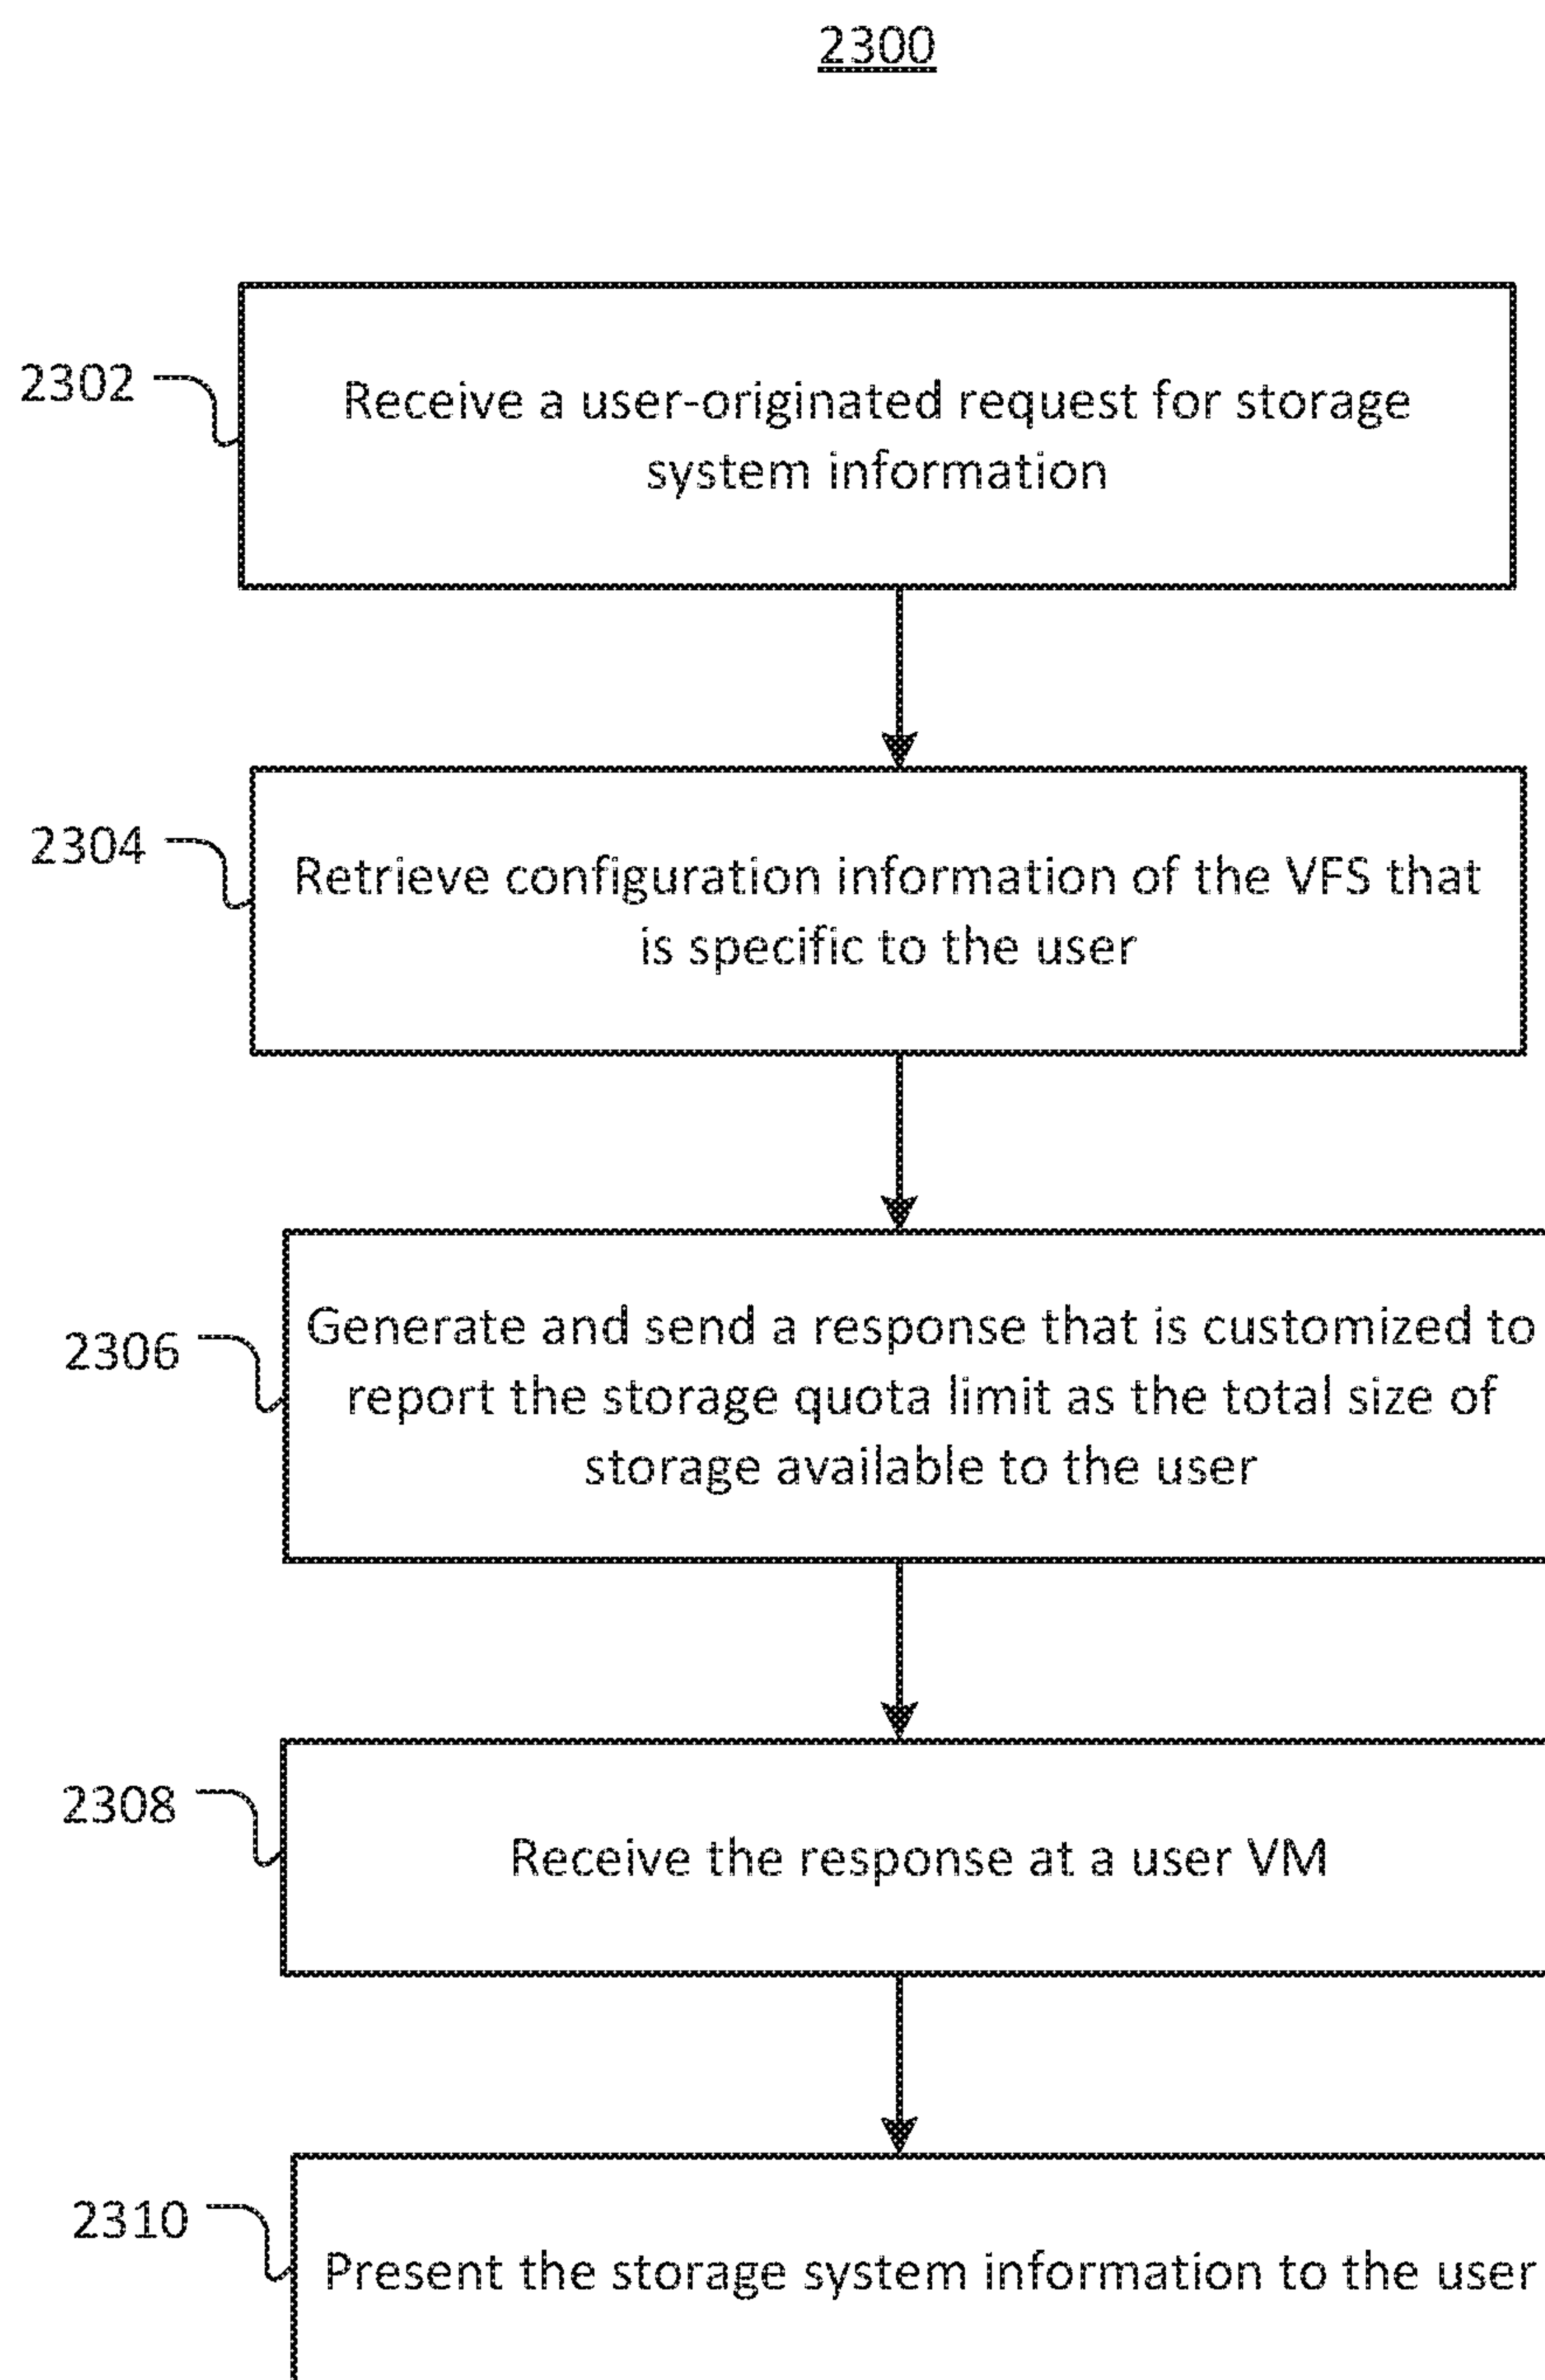 2300
2302
Receive a user-originated request for storage
system information
2304
Retrieve configuration information of the VFS that
is specific to the user
2306
Generate and send a response that is customized to
report the storage quota limit as the total size of
storage available to the user
2308
Receive the response at a user VM
2310
Present the storage system information to the user